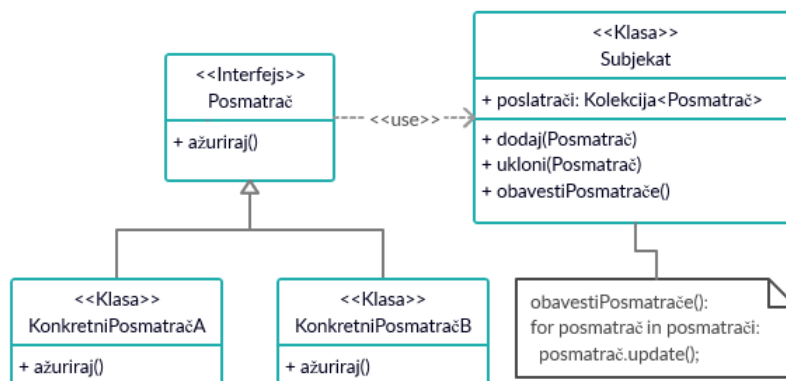 <<Interfejs>>
Posmatrač
+ ažuriraj()
<<use>>
<<Klasa>>
Subjekat
+ poslatrači: Kolekcija<Posmatrač>
+ dodaj(Posmatrač)
+ ukloni(Posmatrač)
+ obavestiPosmatrače()
<<Klasa>>
KonkretniPosmatračA
+ ažuriraj()
<<Klasa>>
KonkretniPosmatračB
+ ažuriraj()
obavestiPosmatrače():
for posmatrač in posmatrači:
posmatrač.update();